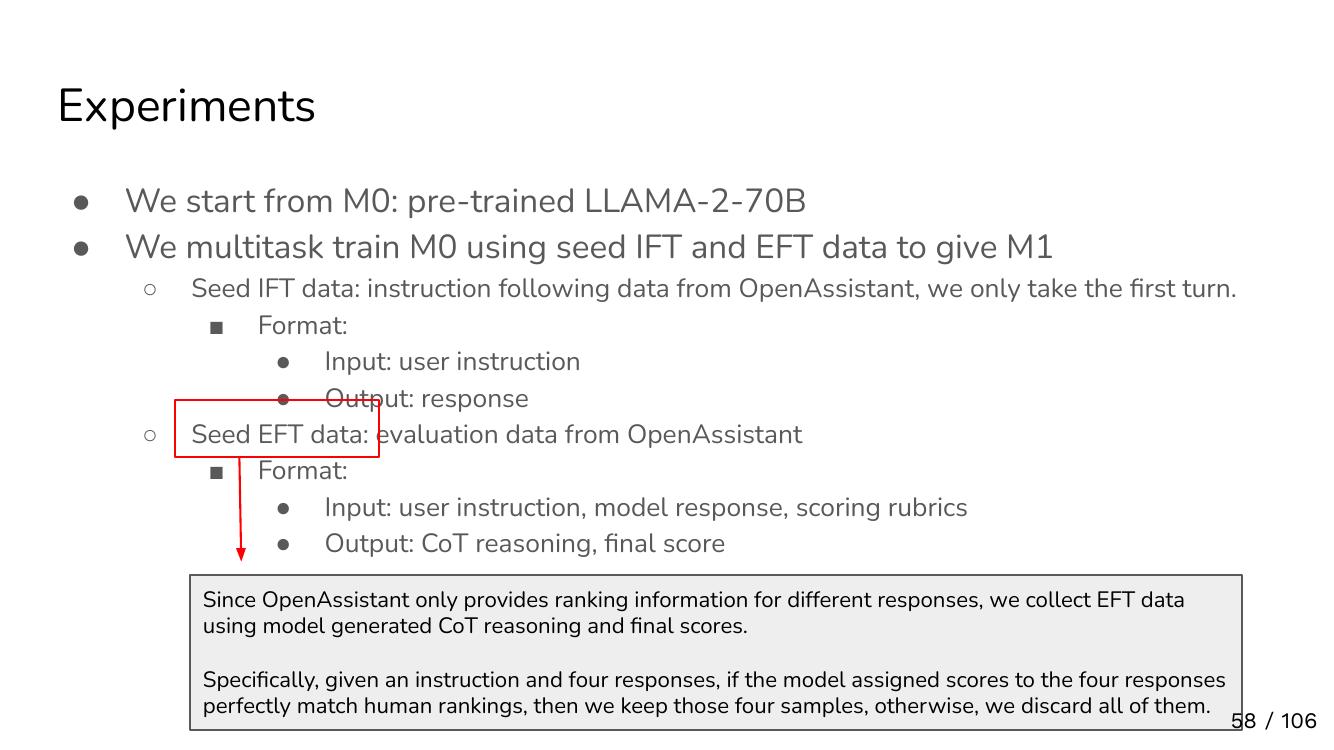 Experiments
● We start from M0: pre-trained LLAMA-2-70B
● We multitask train M0 using seed IFT and EFT data to give M1
○ Seed IFT data: instruction following data from OpenAssistant, we only take the first turn.
■ Format:
● Input: user instruction
● Output: response
○ Seed EFT data: evaluation data from OpenAssistant
■ Format:
● Input: user instruction, model response, scoring rubrics
● Output: CoT reasoning, final score
Since OpenAssistant only provides ranking information for different responses, we collect EFT data
using model generated CoT reasoning and final scores.
Specifically, given an instruction and four responses, if the model assigned scores to the four responses
perfectly match human rankings, then we keep those four samples, otherwise, we discard all of them.
58 / 106